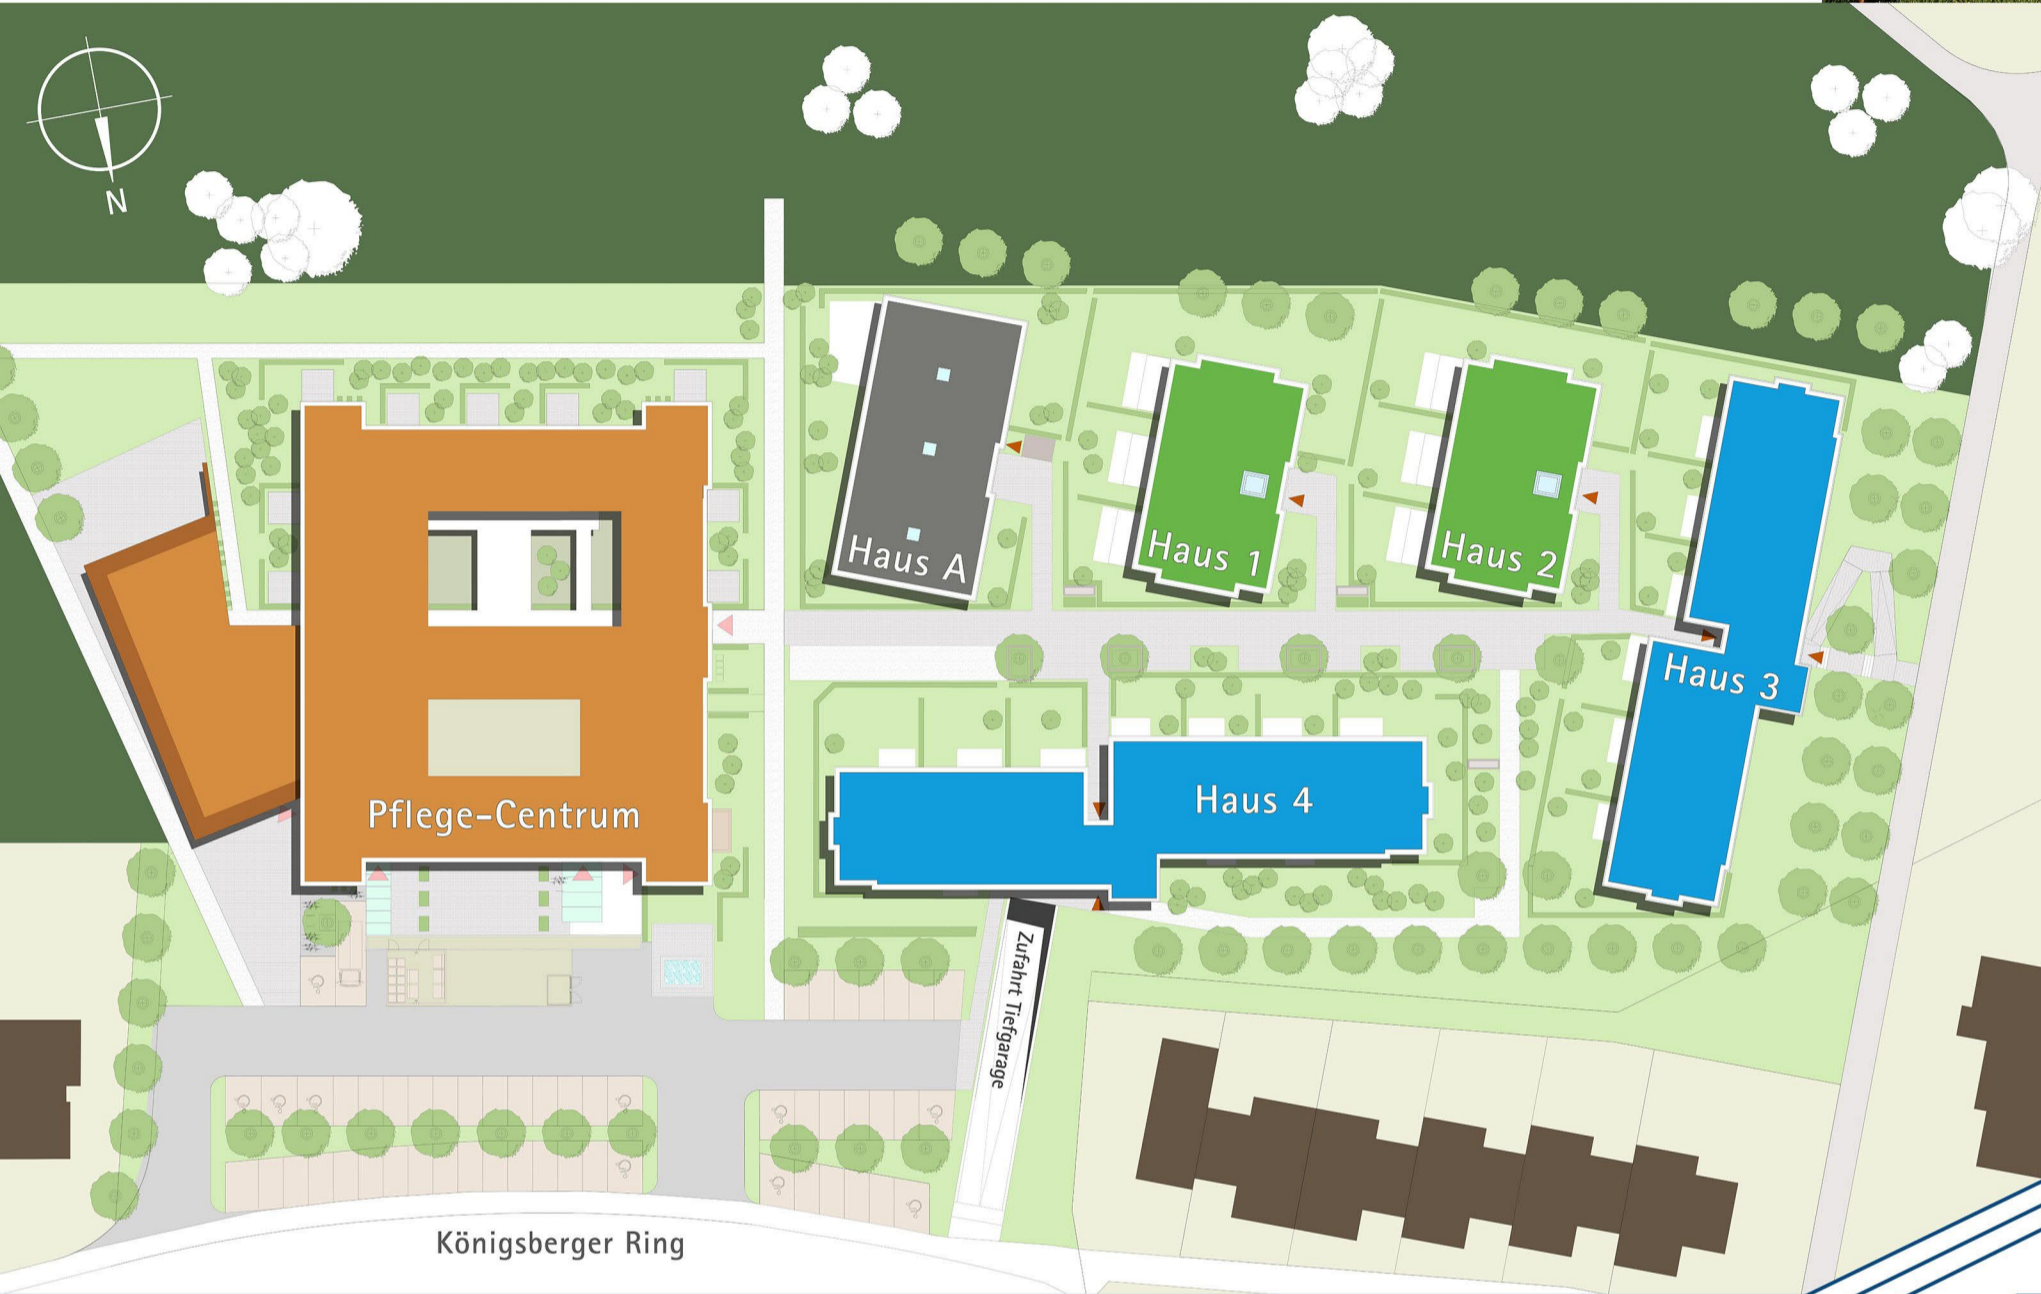 N
Haus A
Haus 1
Haus 2
Haus 3
Pflege-Centrum
Haus 4
Zufahrt Tiefgarage
Königsberger Ring